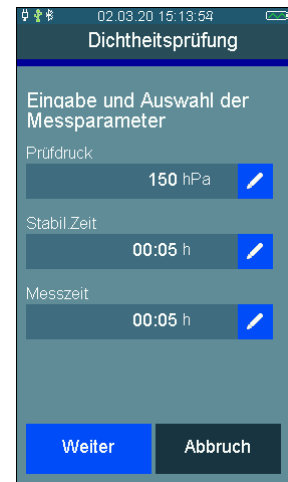 02.03.20 15:13:54
Dichtheitsprüfung
Eingabe und Auswahl der
Messparameter
Prüfdruck
150 hPa
Stabil.Zeit
00:05 h
Messzeit
00:05 h
Weiter Abbruch